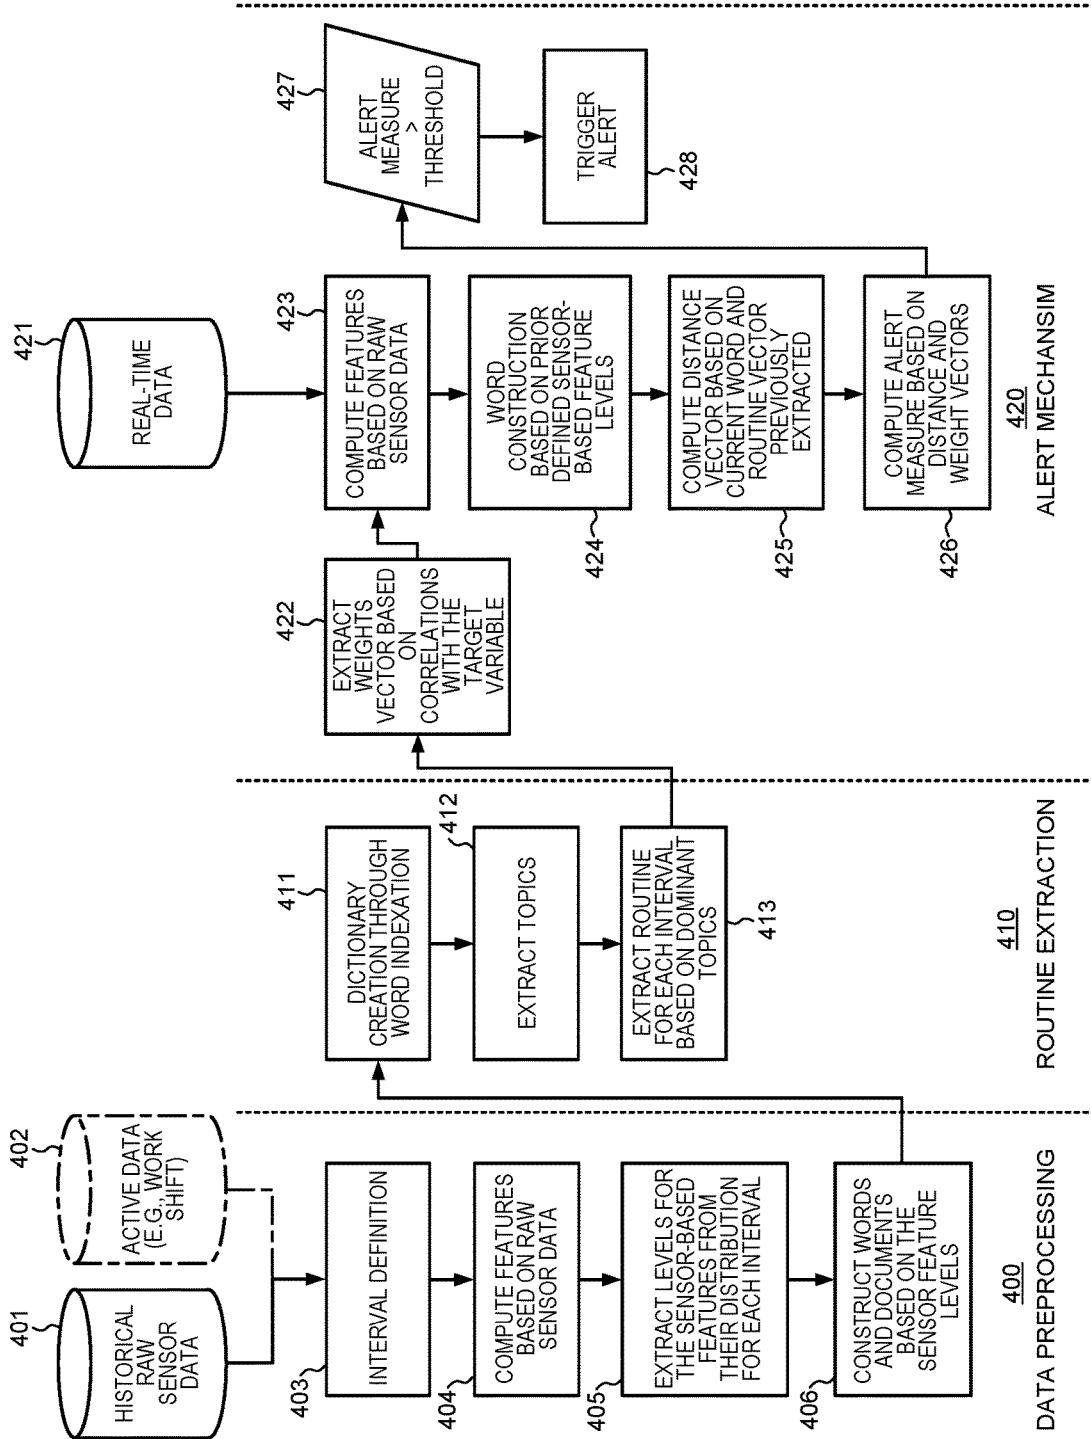 401
HISTORICAL
RAW
SENSOR
DATA
402
ACTIVE DATA
(E.G., WORK
SHIFT)
403
INTERVAL DEFINITION
404
COMPUTE FEATURES
BASED ON RAW
SENSOR DATA
405
EXTRACT LEVELS FOR
THE SENSOR-BASED
FEATURES FROM
THEIR DISTRIBUTION
FOR EACH INTERVAL
406
CONSTRUCT WORDS
AND DOCUMENTS
BASED ON THE
SENSOR FEATURE
LEVELS
400
DATA PREPROCESSING
411
DICTIONARY
CREATION THROUGH
WORD INDEXATION
412
EXTRACT TOPICS
EXTRACT ROUTINE
FOR EACH INTERVAL
BASED ON DOMINANT
TOPICS
413
410
ROUTINE EXTRACTION
421
REAL-TIME
DATA
422
EXTRACT
WEIGHTS
VECTOR BASED
ON
CORRELATIONS
WITH THE
TARGET
VARIABLE
423
COMPUTE FEATURES
BASED ON RAW
SENSOR DATA
WORD
CONSTRUCTION
BASED ON PRIOR
DEFINED SENSOR-
BASED FEATURE
LEVELS
424
COMPUTE DISTANCE
VECTOR BASED ON
CURRENT WORD AND
ROUTINE VECTOR
PREVIOUSLY
EXTRACTED
425
COMPUTE ALERT
MEASURE BASED ON
DISTANCE AND
WEIGHT VECTORS
426
427
ALERT
MEASURE
>
THRESHOLD
TRIGGER
ALERT
428
420
ALERT MECHANSIM